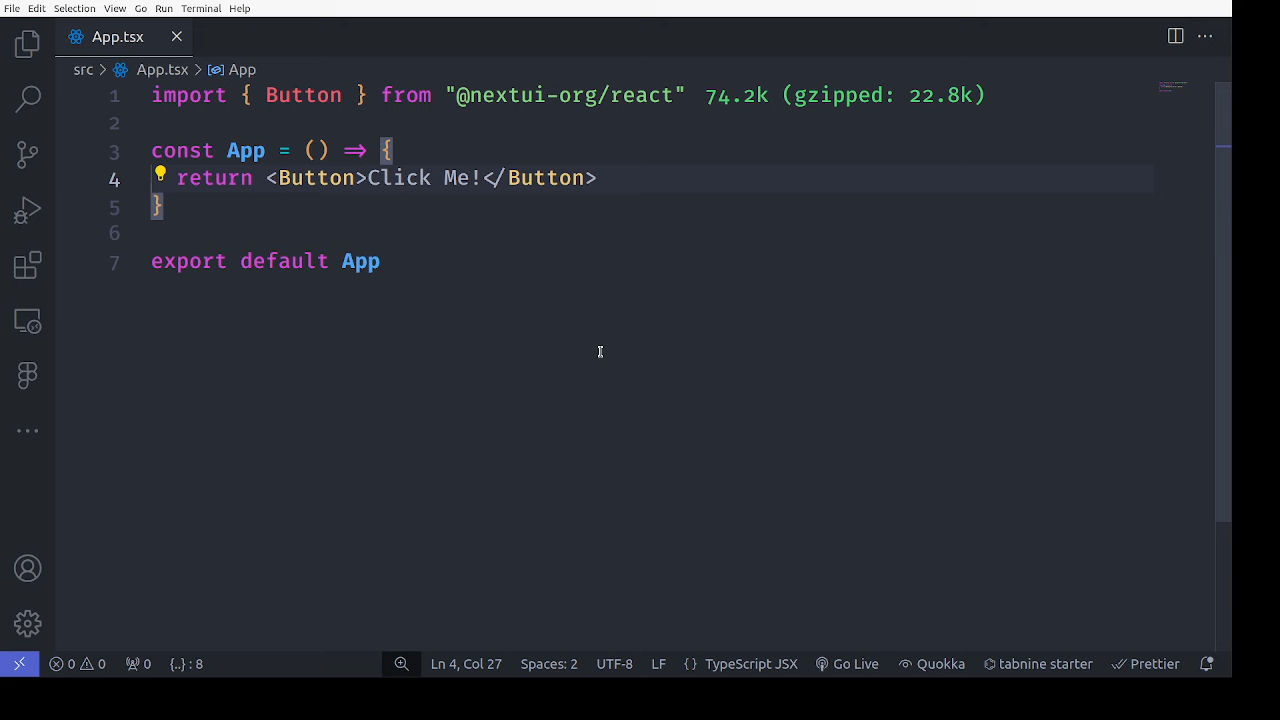 File Edit Selection View Go Run Terminal Help
App.tsx
src > App.tsx > App
1 import { Button } from "@nextui-org/react" 74.2k (gzipped: 22.8k)
2
3 const App = () => {
4 return <Button>Click Me!</Button>
5 }
6
7 export default App
0 0 0 {..} : 8 Ln 4, Col 27 Spaces: 2 UTF-8 LF {} TypeScript JSX Go Live Quokka tabnine starter Prettier